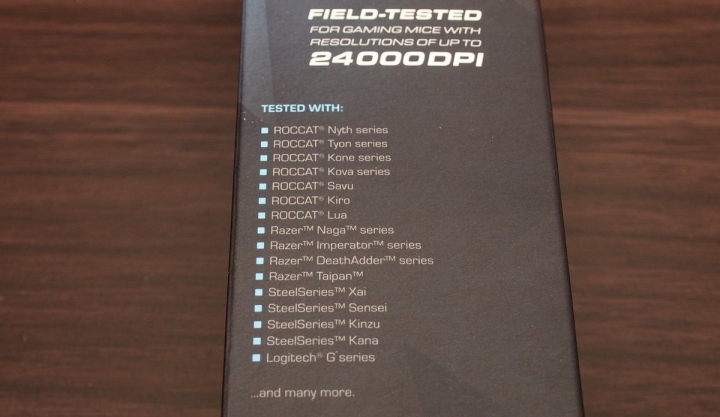 FIELD-TESTED
FOR GAMING MICE WITH
RESOLUTIONS OF UP TO
24000DPI
TESTED WITH:
ROCCAT® Nyth series
ROCCAT® Tyon series
ROCCAT® Kone series
ROCCAT® Kova series
ROCCAT® Savu
ROCCAT® Kiro
ROCCAT® Lua
Razer™ Naga™ series
Razer™ Imperator™ series
Razer™ DeathAdder™ series
Razer™ Taipan™
SteelSeries™ Xai
SteelSeries™ Sensei
SteelSeries™ Kinzu
SteelSeries™ Kana
Logitech® G series
...and many more.